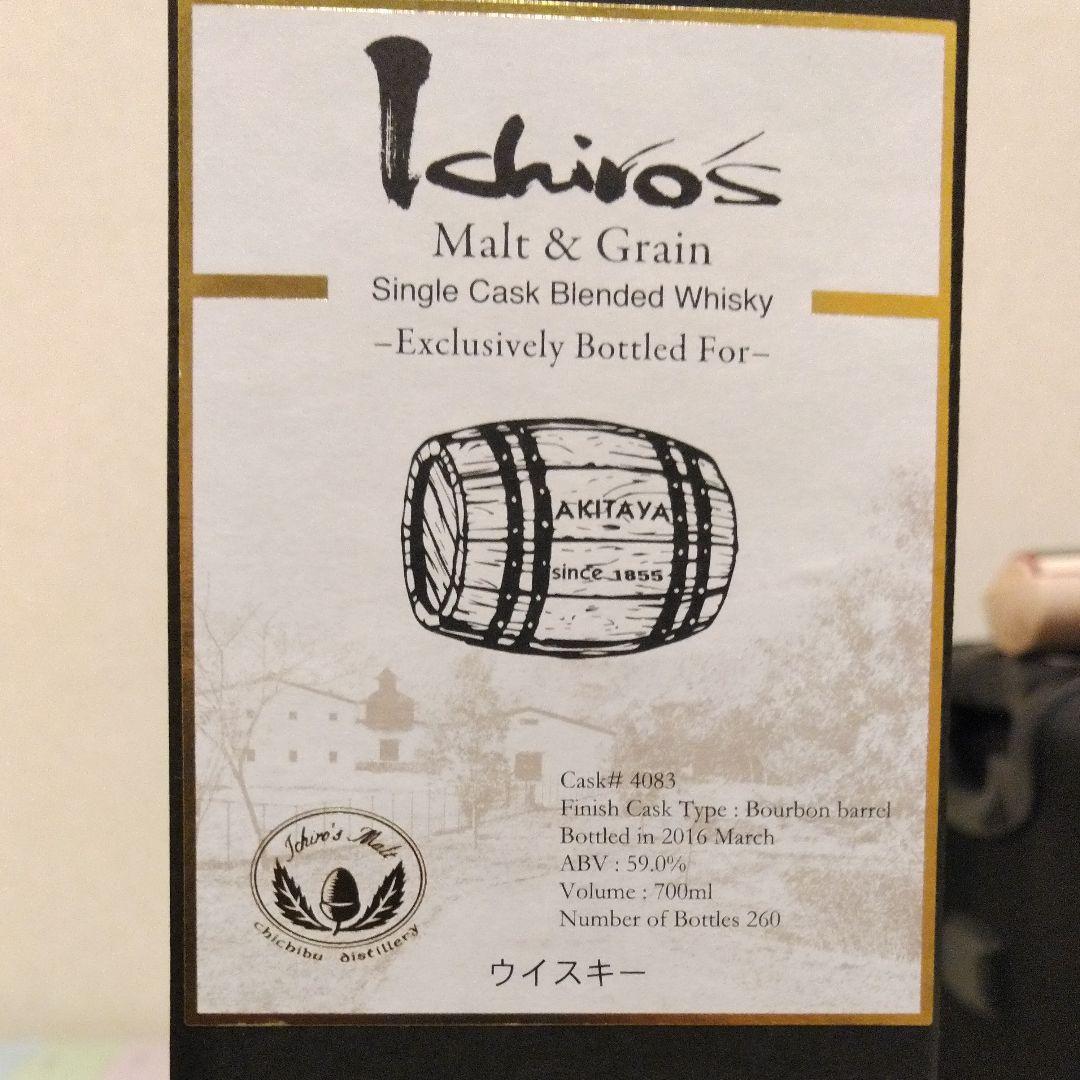 Ichiro's
Malt & Grain
Single Cask Blended Whisky
–Exclusively Bottled For–
AKITAYA
since 1855
Cask# 4083
Finish Cask Type : Bourbon barrel
Bottled in 2016 March
ABV : 59.0%
Volume : 700ml
Number of Bottles 260
Ichiro's Malt
chichibu distillery
ウイスキー